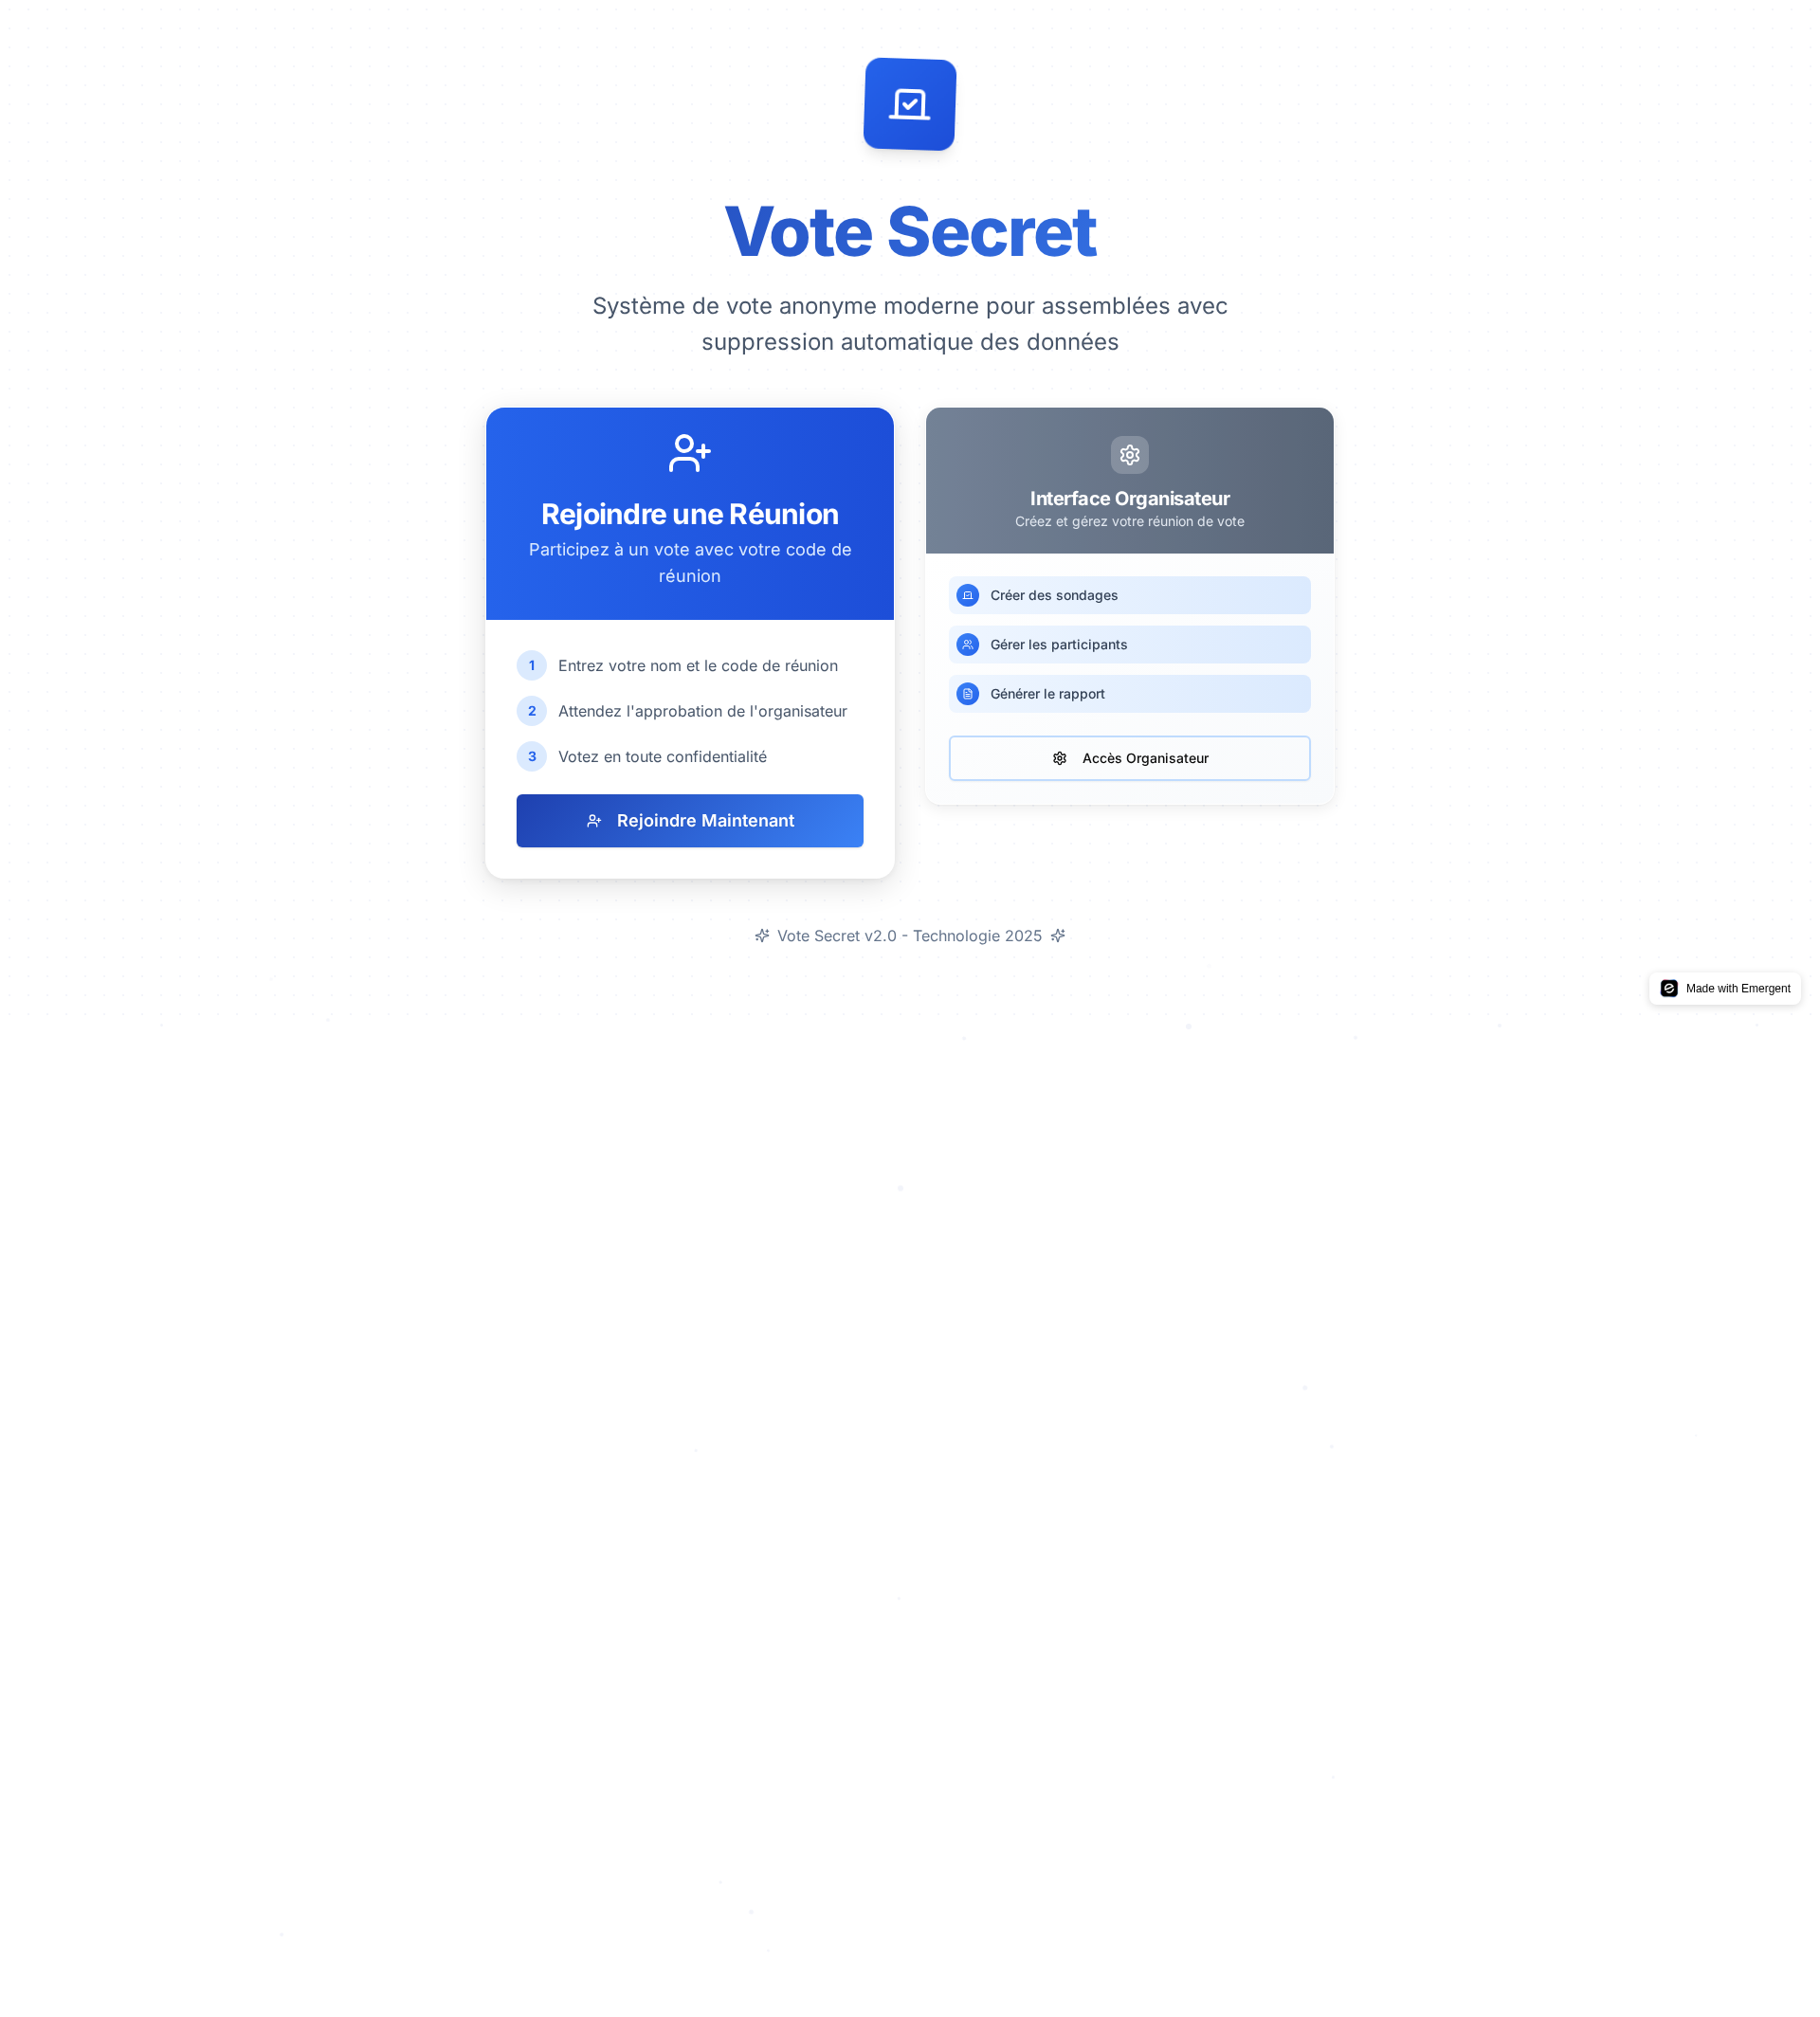 Vote Secret
Système de vote anonyme moderne pour assemblées avec
suppression automatique des données
Rejoindre une Réunion
Participez à un vote avec votre code de
réunion
1 Entrez votre nom et le code de réunion
2 Attendez l'approbation de l'organisateur
3 Votez en toute confidentialité
Rejoindre Maintenant
Interface Organisateur
Créez et gérez votre réunion de vote
Créer des sondages
Gérer les participants
Générer le rapport
Accès Organisateur
Vote Secret v2.0 - Technologie 2025
Made with Emergent